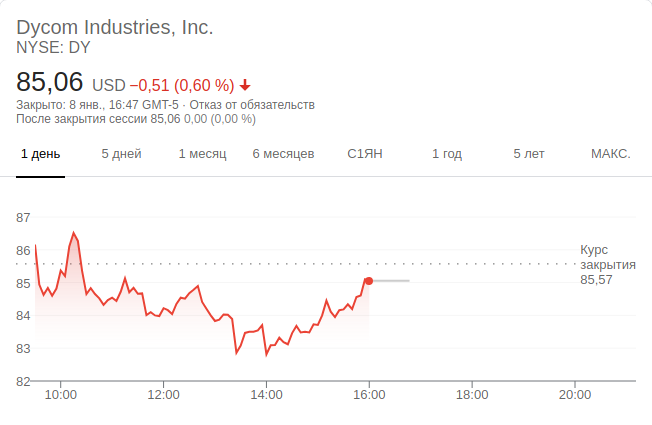 Dycom Industries, Inc.
NYSE: DY
85,06 USD −0,51 (0,60 %)
Закрыто: 8 янв., 16:47 GMT-5 · Отказ от обязательств
После закрытия сессии 85,06 0,00 (0,00 %)
1 день 5 дней 1 месяц 6 месяцев С1ЯН 1 год 5 лет МАКС.
87
86
85
84
83
82
Курс
закрытия
85,57
10:00 12:00 14:00 16:00 18:00 20:00